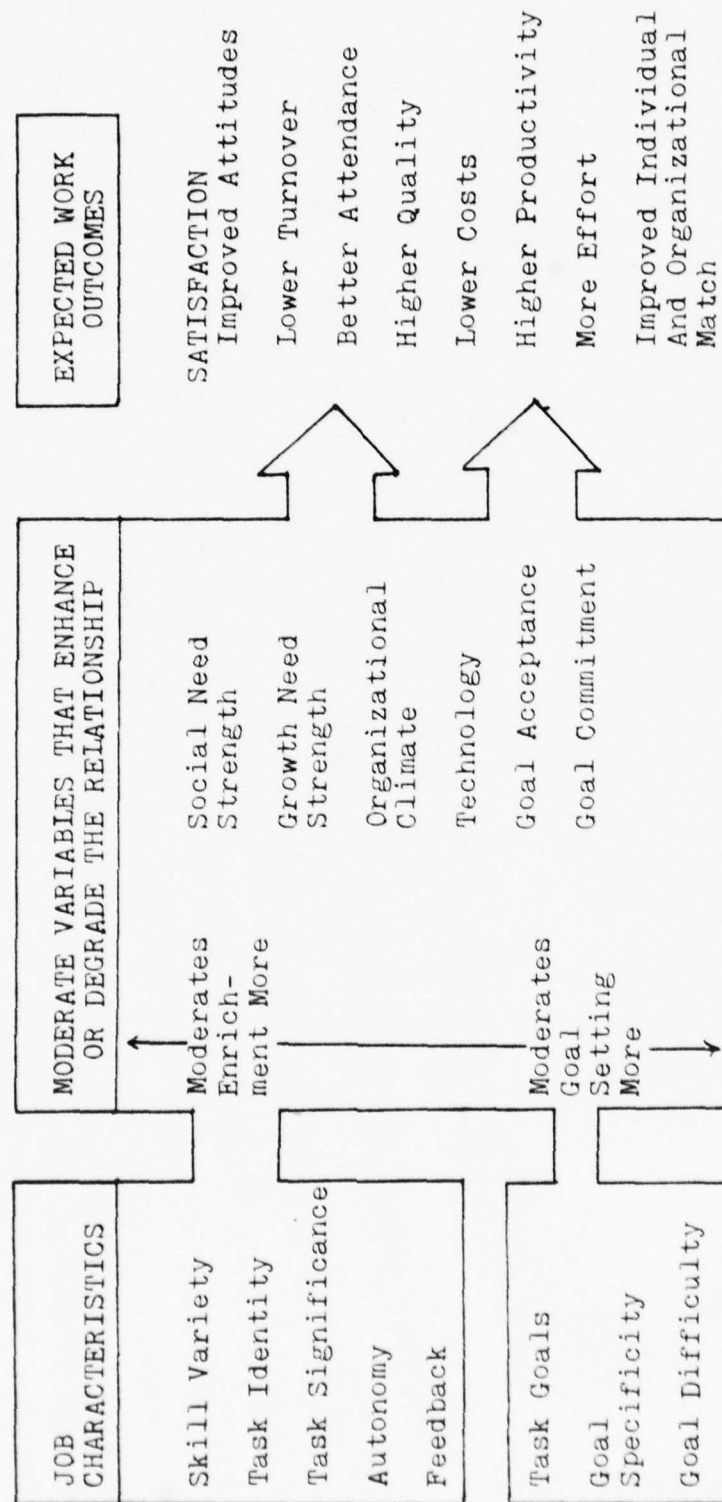 JOB
CHARACTERISTICS
Skill Variety
Task Identity
Task Significance
Autonomy
Feedback
Task Goals
Goal
Specificity
Goal Difficulty
MODERATE VARIABLES THAT ENHANCE
OR DEGRADE THE RELATIONSHIP
Moderates
Enrich-
ment More
Moderates
Goal
Setting
More
Social Need
Strength
Growth Need
Strength
Organizational
Climate
Technology
Goal Acceptance
Goal Commitment
EXPECTED WORK
OUTCOMES
SATISFACTION
Improved Attitudes
Lower Turnover
Better Attendance
Higher Quality
Lower Costs
Higher Productivity
More Effort
Improved Individual
And Organizational
Match